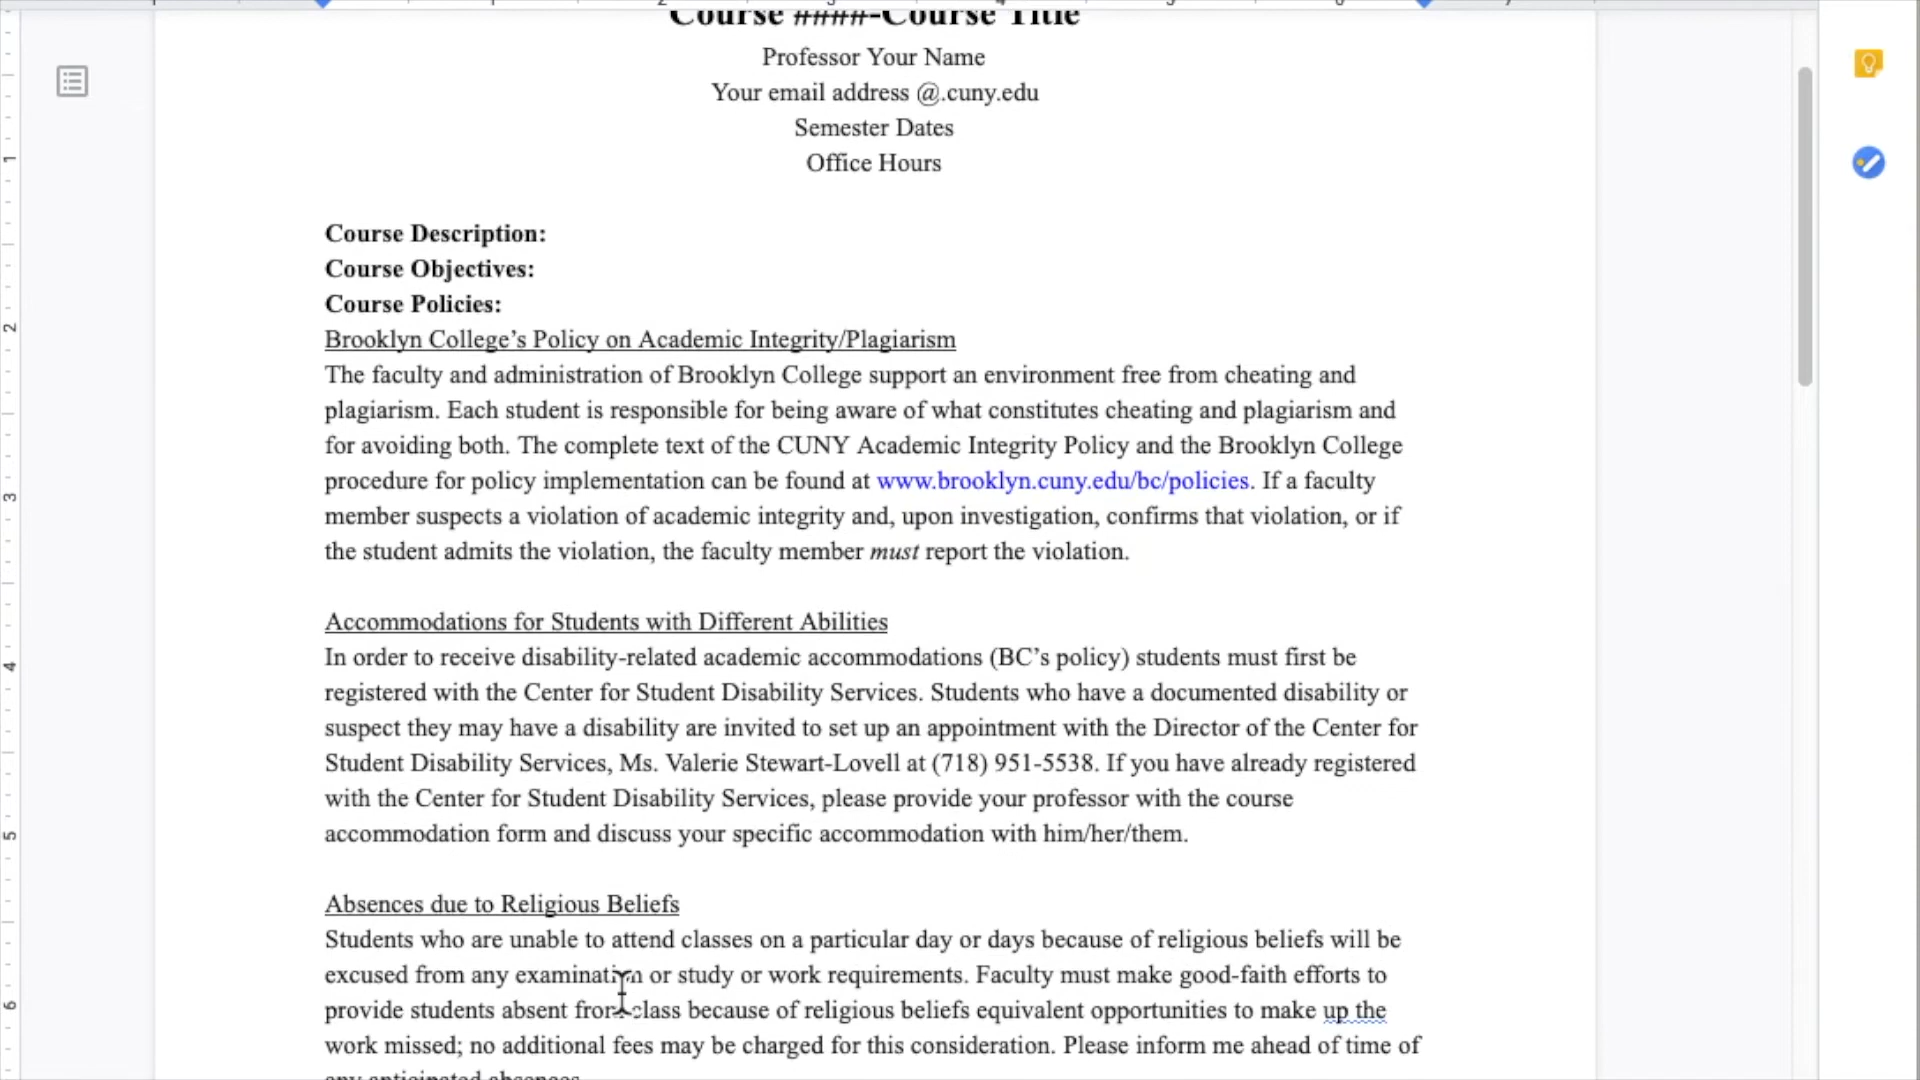 Course ####-Course Title
Professor Your Name
Your email address @.cuny.edu
Semester Dates
Office Hours
Course Description:
Course Objectives:
Course Policies:
Brooklyn College’s Policy on Academic Integrity/Plagiarism
The faculty and administration of Brooklyn College support an environment free from cheating and
plagiarism. Each student is responsible for being aware of what constitutes cheating and plagiarism and
for avoiding both. The complete text of the CUNY Academic Integrity Policy and the Brooklyn College
procedure for policy implementation can be found at www.brooklyn.cuny.edu/bc/policies. If a faculty
member suspects a violation of academic integrity and, upon investigation, confirms that violation, or if
the student admits the violation, the faculty member must report the violation.
Accommodations for Students with Different Abilities
In order to receive disability-related academic accommodations (BC’s policy) students must first be
registered with the Center for Student Disability Services. Students who have a documented disability or
suspect they may have a disability are invited to set up an appointment with the Director of the Center for
Student Disability Services, Ms. Valerie Stewart-Lovell at (718) 951-5538. If you have already registered
with the Center for Student Disability Services, please provide your professor with the course
accommodation form and discuss your specific accommodation with him/her/them.
Absences due to Religious Beliefs
Students who are unable to attend classes on a particular day or days because of religious beliefs will be
excused from any examination or study or work requirements. Faculty must make good-faith efforts to
provide students absent from class because of religious beliefs equivalent opportunities to make up the
work missed; no additional fees may be charged for this consideration. Please inform me ahead of time of
any anticipated absences.
1
2
3
4
5
6